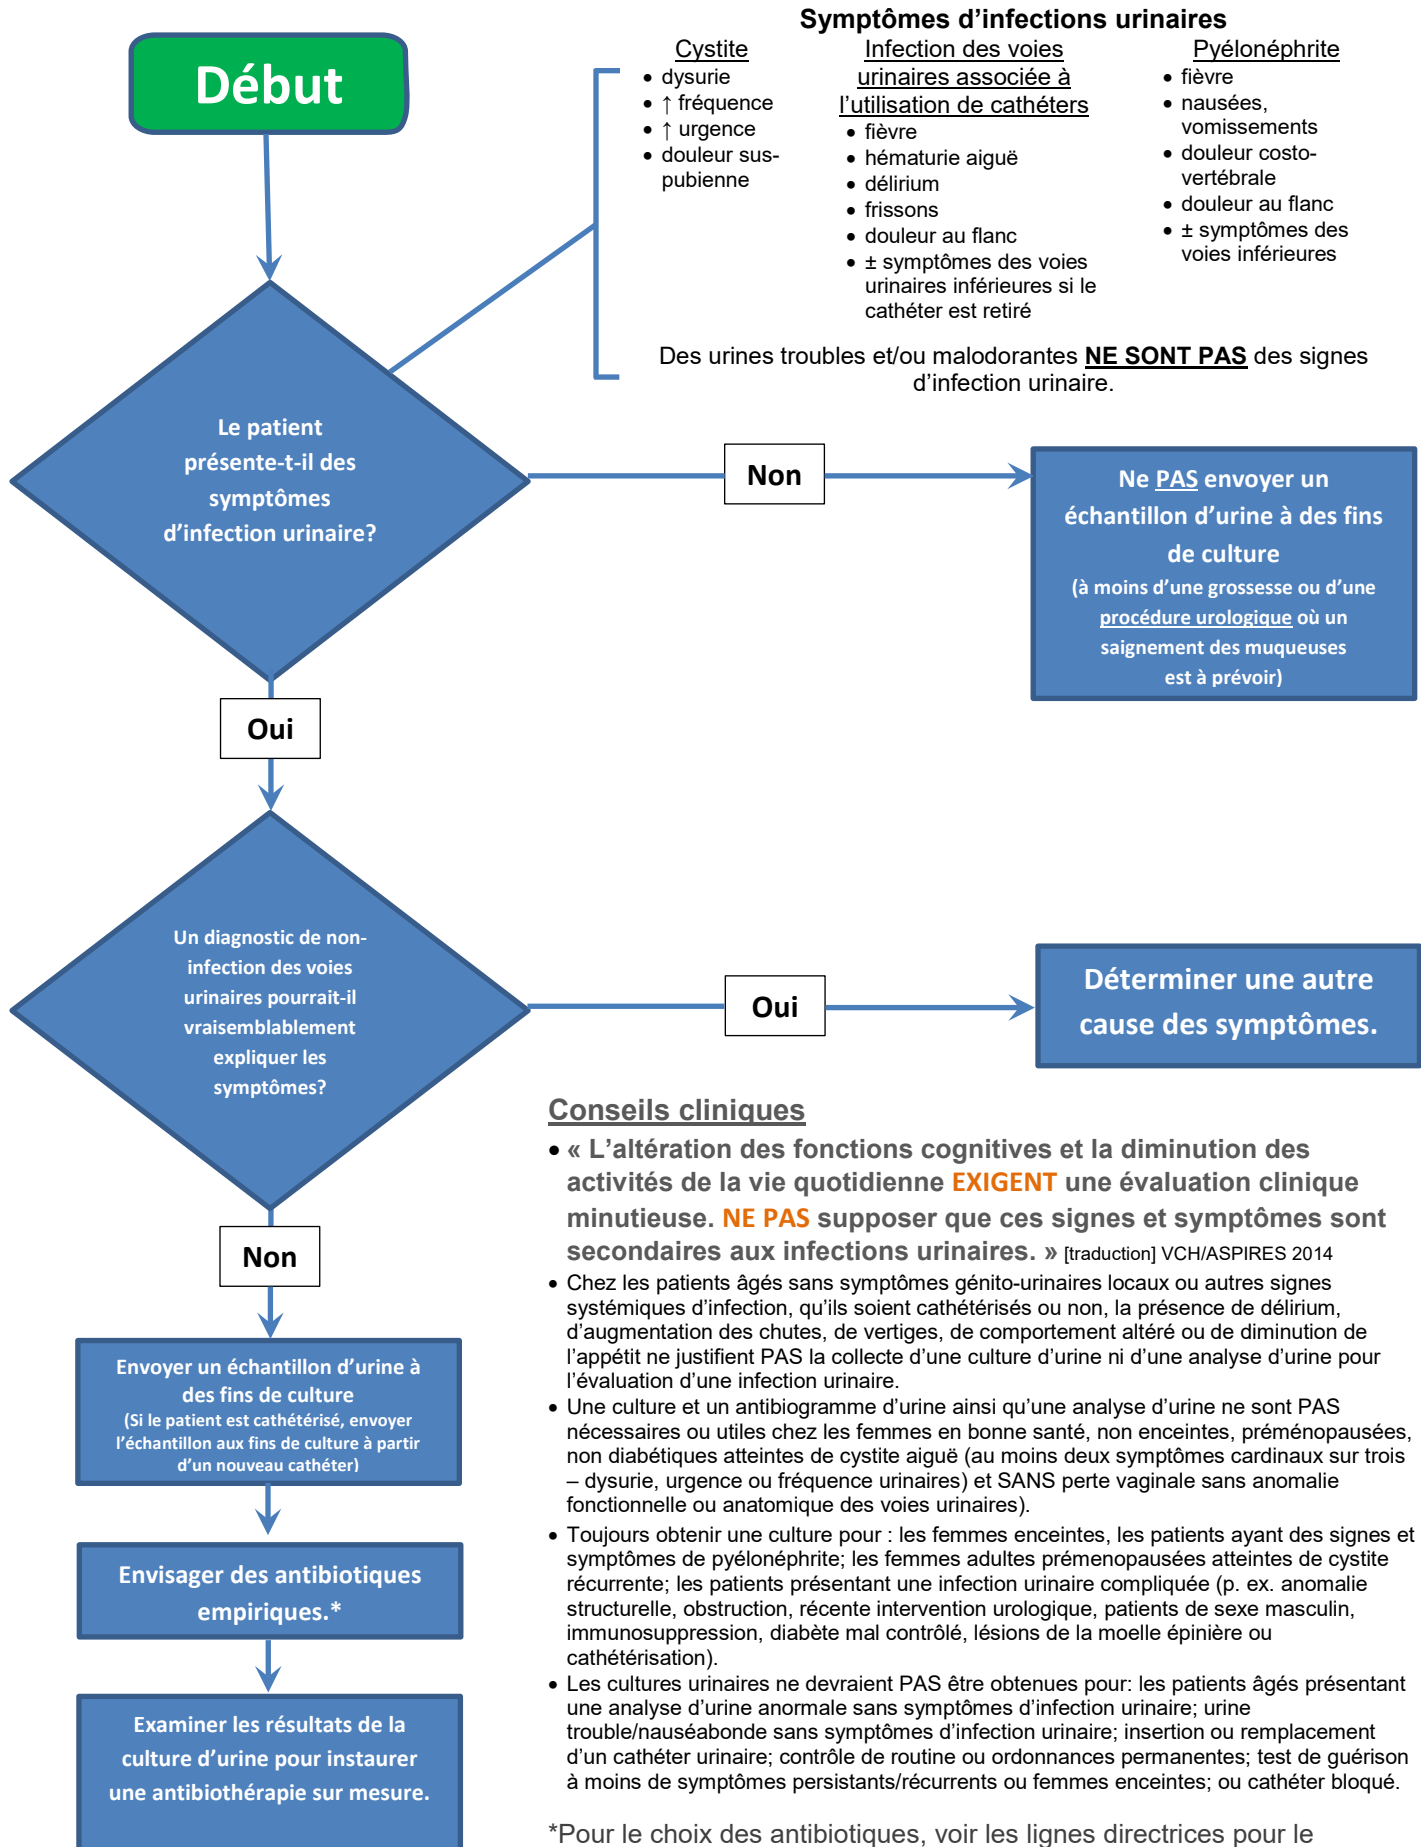 Début
Symptômes d’infections urinaires
Cystite
• dysurie
• ↑ fréquence
• ↑ urgence
• douleur sus-
pubienne
Infection des voies
urinaires associée à
l’utilisation de cathéters
• fièvre
• hématurie aiguë
• délirium
• frissons
• douleur au flanc
• ± symptômes des voies
urinaires inférieures si le
cathéter est retiré
Pyélonéphrite
• fièvre
• nausées,
vomissements
• douleur costo-
vertébrale
• douleur au flanc
• ± symptômes des
voies inférieures
Des urines troubles et/ou malodorantes NE SONT PAS des signes
d’infection urinaire.
Le patient
présente-t-il des
symptômes
d’infection urinaire?
Non
Ne PAS envoyer un
échantillon d’urine à des fins
de culture
(à moins d’une grossesse ou d’une
procédure urologique où un
saignement des muqueuses
est à prévoir)
Oui
Un diagnostic de non-
infection des voies
urinaires pourrait-il
vraisemblablement
expliquer les
symptômes?
Oui
Déterminer une autre
cause des symptômes.
Non
Envoyer un échantillon d’urine à
des fins de culture
(Si le patient est cathétérisé, envoyer
l’échantillon aux fins de culture à partir
d’un nouveau cathéter)
Envisager des antibiotiques
empiriques.*
Examiner les résultats de la
culture d’urine pour instaurer
une antibiothérapie sur mesure.
Conseils cliniques
• « L’altération des fonctions cognitives et la diminution des
activités de la vie quotidienne EXIGENT une évaluation clinique
minutieuse. NE PAS supposer que ces signes et symptômes sont
secondaires aux infections urinaires. » [traduction] VCH/ASPIRES 2014
• Chez les patients âgés sans symptômes génito-urinaires locaux ou autres signes
systémiques d’infection, qu’ils soient cathétérisés ou non, la présence de délirium,
d’augmentation des chutes, de vertiges, de comportement altéré ou de diminution de
l’appétit ne justifient PAS la collecte d’une culture d’urine ni d’une analyse d’urine pour
l’évaluation d’une infection urinaire.
• Une culture et un antibiogramme d’urine ainsi qu’une analyse d’urine ne sont PAS
nécessaires ou utiles chez les femmes en bonne santé, non enceintes, préménopausées,
non diabétiques atteintes de cystite aiguë (au moins deux symptômes cardinaux sur trois
– dysurie, urgence ou fréquence urinaires) et SANS perte vaginale sans anomalie
fonctionnelle ou anatomique des voies urinaires).
• Toujours obtenir une culture pour : les femmes enceintes, les patients ayant des signes et
symptômes de pyélonéphrite; les femmes adultes prémenopausées atteintes de cystite
récurrente; les patients présentant une infection urinaire compliquée (p. ex. anomalie
structurelle, obstruction, récente intervention urologique, patients de sexe masculin,
immunosuppression, diabète mal contrôlé, lésions de la moelle épinière ou
cathétérisation).
• Les cultures urinaires ne devraient PAS être obtenues pour: les patients âgés présentant
une analyse d’urine anormale sans symptômes d’infection urinaire; urine
trouble/nauséabonde sans symptômes d’infection urinaire; insertion ou remplacement
d’un cathéter urinaire; contrôle de routine ou ordonnances permanentes; test de guérison
à moins de symptômes persistants/récurrents ou femmes enceintes; ou cathéter bloqué.
*Pour le choix des antibiotiques, voir les lignes directrices pour le